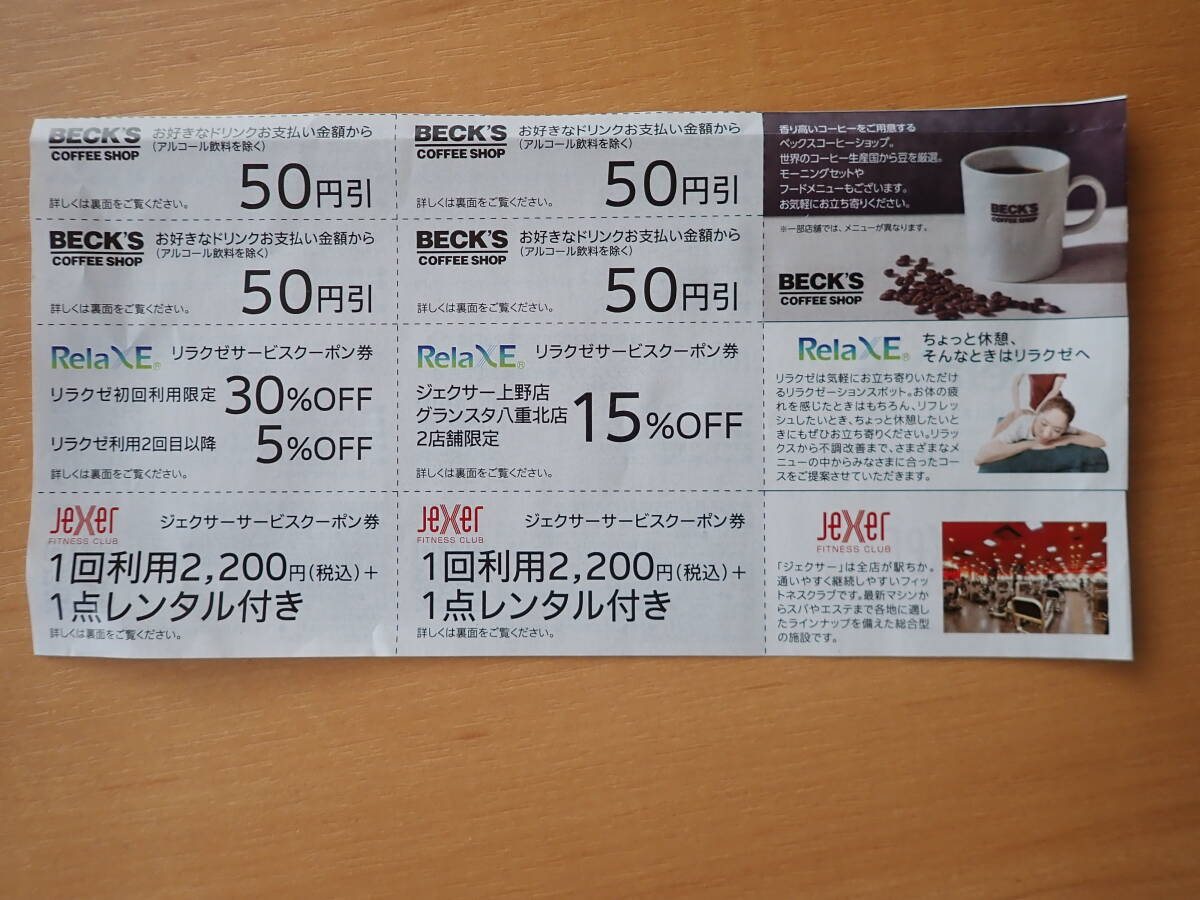 BECK'S
COFFEE SHOP
お好きなドリンクお支払い金額から
(アルコール飲料を除く)
50円引
詳しくは裏面をご覧ください。
BECK'S
COFFEE SHOP
お好きなドリンクお支払い金額から
(アルコール飲料を除く)
50円引
詳しくは裏面をご覧ください。
香り高いコーヒーをご用意する
ベックスコーヒーショップ。
世界のコーヒー生産国から豆を厳選。
モーニングセットや
フードメニューもございます。
お気軽にお立ち寄りください。
※一部店舗では、メニューが異なります。
BECK'S
COFFEE SHOP
BECK'S
COFFEE SHOP
BECK'S
COFFEE SHOP
お好きなドリンクお支払い金額から
(アルコール飲料を除く)
50円引
詳しくは裏面をご覧ください。
BECK'S
COFFEE SHOP
お好きなドリンクお支払い金額から
(アルコール飲料を除く)
50円引
詳しくは裏面をご覧ください。
RelaXE® リラクゼサービスクーポン券
リラクゼ初回利用限定 30%OFF
リラクゼ利用2回目以降 5%OFF
詳しくは裏面をご覧ください。
RelaXE® リラクゼサービスクーポン券
ジェクサー上野店
グランスタ八重北店
2店舗限定
15%OFF
詳しくは裏面をご覧ください。
RelaXE®
ちょっと休憩、
そんなときはリラクゼへ
リラクゼは気軽にお立ち寄りいただけ
るリラクゼーションスポット。お体の疲
れを感じたときはもちろん、リフレッ
シュしたいとき、ちょっと休憩したいと
きにもぜひお立ち寄りください。リラッ
クスから不調改善まで、さまざまなメ
ニューの中からみなさまに合ったコー
スをご提案させていただきます。
JEXER
FITNESS CLUB
ジェクサーサービスクーポン券
1回利用2,200円(税込)+
1点レンタル付き
詳しくは裏面をご覧ください。
JEXER
FITNESS CLUB
ジェクサーサービスクーポン券
1回利用2,200円(税込)+
1点レンタル付き
詳しくは裏面をご覧ください。
JEXER
FITNESS CLUB
「ジェクサー」は全店が駅ちか。
通いやすく継続しやすいフィッ
トネスクラブです。最新マシンか
らスパやエステまで各地に適し
たラインナップを備えた総合型
の施設です。